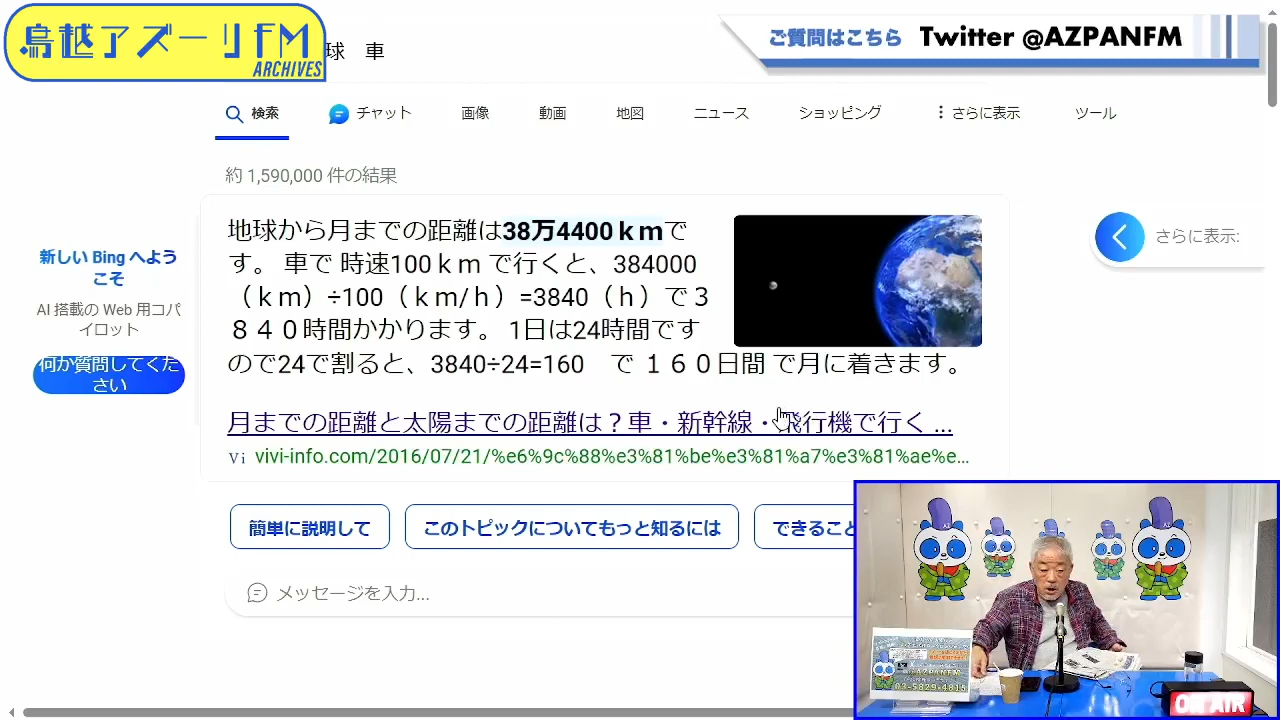 鳥越アズーリFM
ARCHIVES
球 車
ご質問はこちら Twitter @AZPANFM
検索
チャット
画像
動画
地図
ニュース
ショッピング
さらに表示
ツール
約 1,590,000 件の結果
地球から月までの距離は38万4400ｋｍで
す。 車で 時速100ｋｍ で行くと、384000
（ｋｍ）÷100（ｋｍ/ｈ）=3840（ｈ）で３
８４０時間かかります。 1日は24時間です
ので24で割ると、3840÷24=160　で １６０日間 で月に着きます。
月までの距離と太陽までの距離は？車・新幹線・飛行機で行く ...
Vi vivi-info.com/2016/07/21/%e6%9c%88%e3%81%be%e3%81%a7%e3%81%ae%e...
新しい Bing へよう
こそ
AI 搭載の Web 用コパ
イロット
何か質問してくだ
さい
さらに表示:
簡単に説明して
このトピックについてもっと知るには
できること
メッセージを入力...
AZPANFM
03-5829-4815
ON AIR